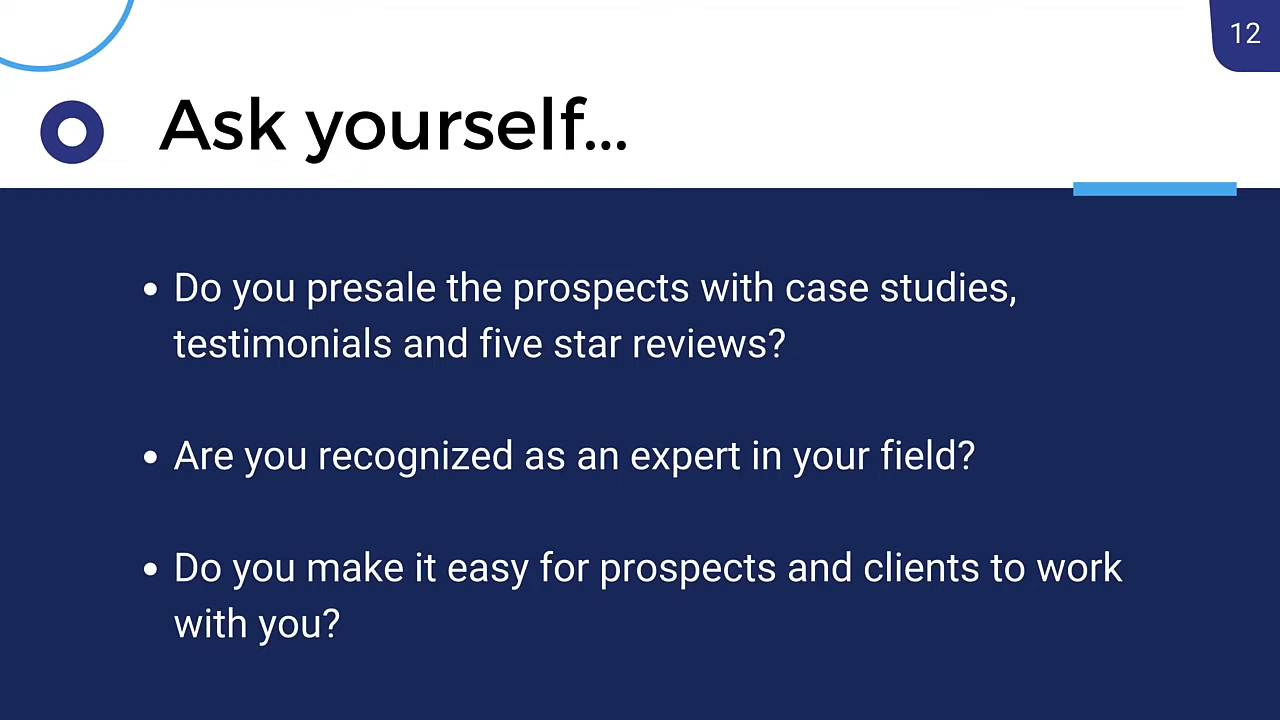 12
Ask yourself...
• Do you presale the prospects with case studies,
testimonials and five star reviews?
• Are you recognized as an expert in your field?
• Do you make it easy for prospects and clients to work
with you?